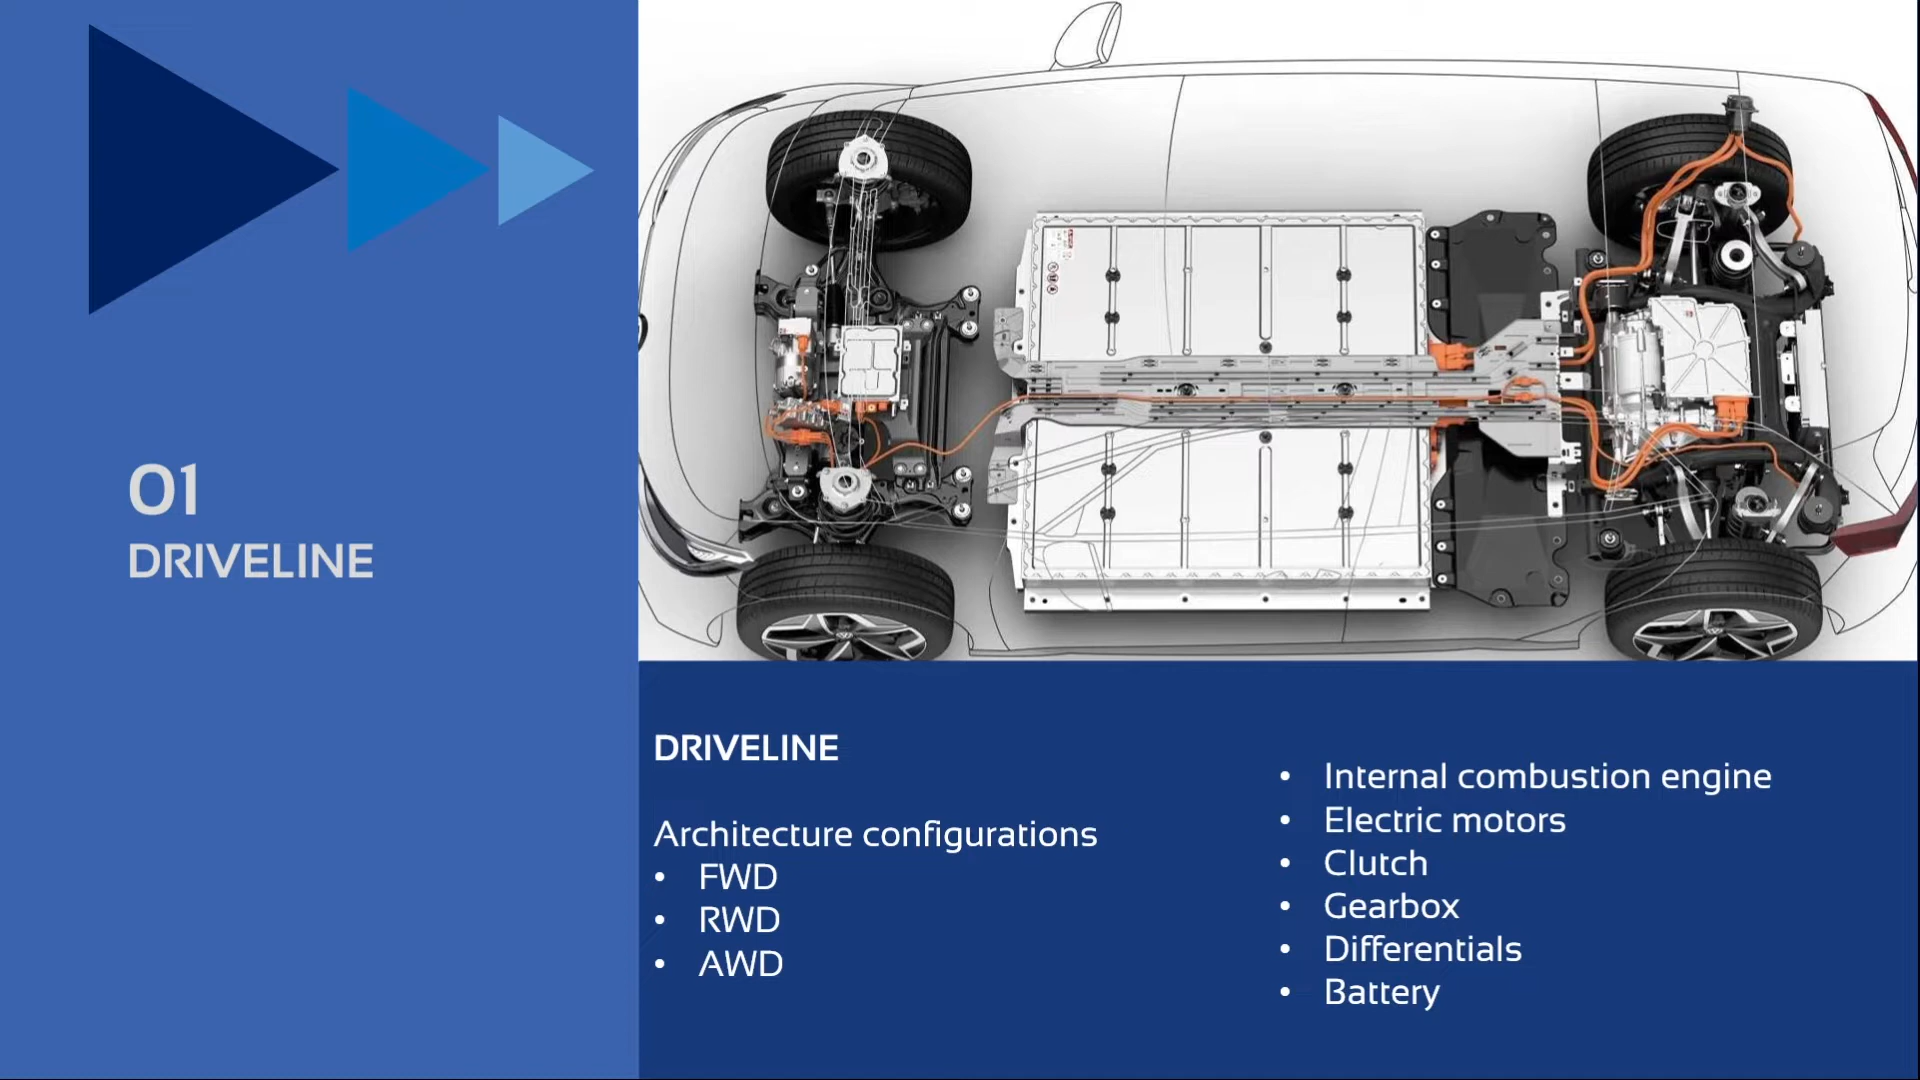 01
DRIVELINE
DRIVELINE
Architecture configurations
• FWD
• RWD
• AWD
• Internal combustion engine
• Electric motors
• Clutch
• Gearbox
• Differentials
• Battery